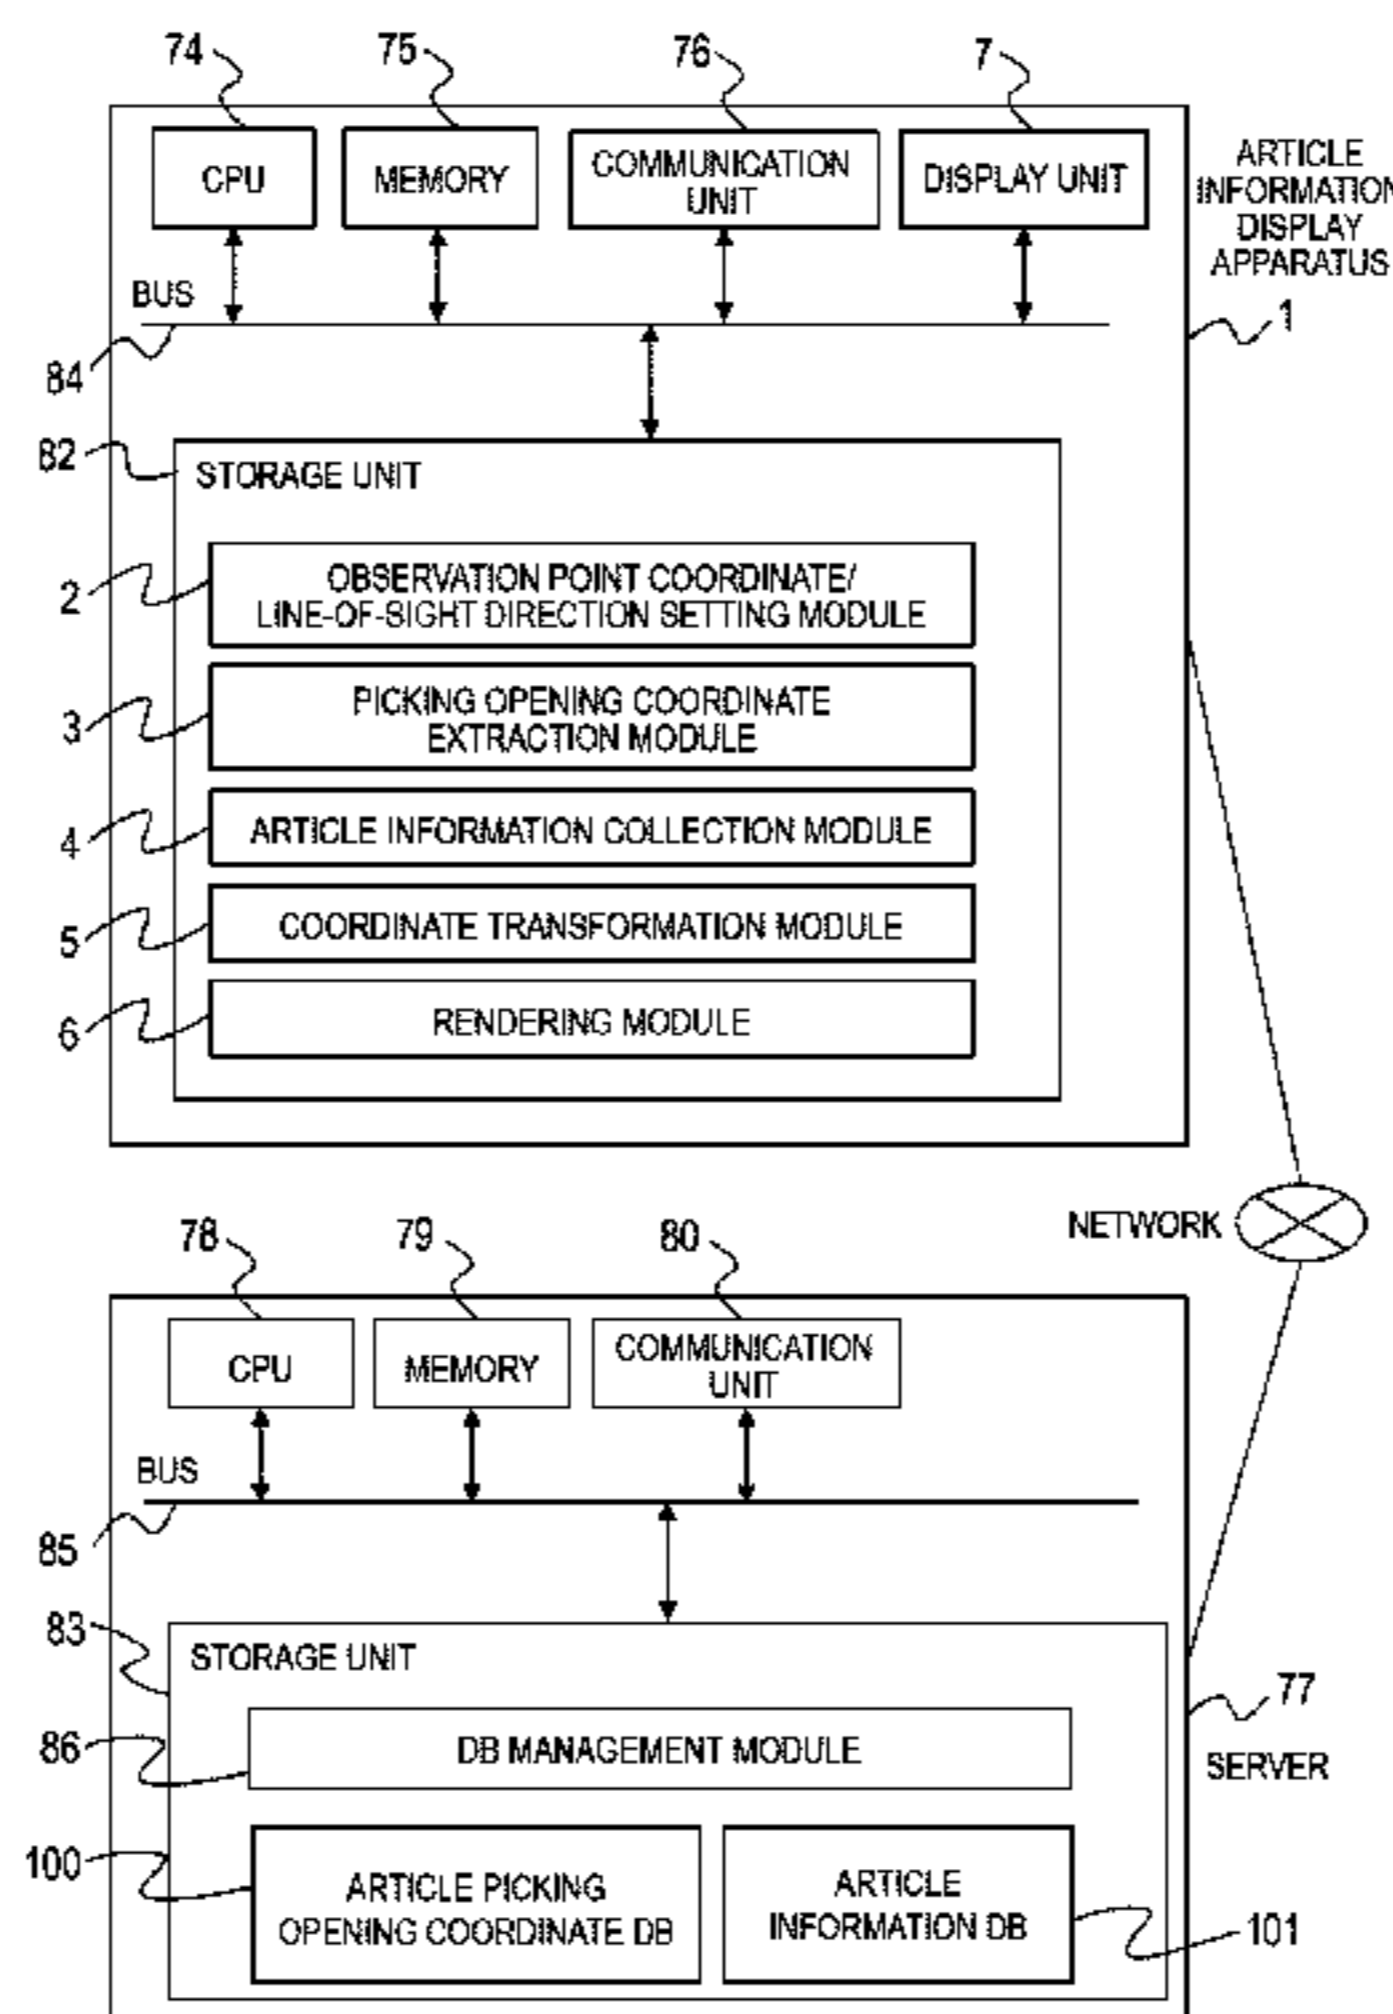 74
75
76
7
CPU
MEMORY
COMMUNICATION
UNIT
DISPLAY UNIT
ARTICLE
INFORMATION
DISPLAY
APPARATUS
1
BUS
84
82
STORAGE UNIT
2
OBSERVATION POINT COORDINATE/
LINE-OF-SIGHT DIRECTION SETTING MODULE
3
PICKING OPENING COORDINATE
EXTRACTION MODULE
4
ARTICLE INFORMATION COLLECTION MODULE
5
COORDINATE TRANSFORMATION MODULE
6
RENDERING MODULE
NETWORK
78
79
80
CPU
MEMORY
COMMUNICATION
UNIT
BUS
85
83
STORAGE UNIT
86
DB MANAGEMENT MODULE
77
SERVER
100
ARTICLE PICKING
OPENING COORDINATE DB
ARTICLE
INFORMATION DB
101